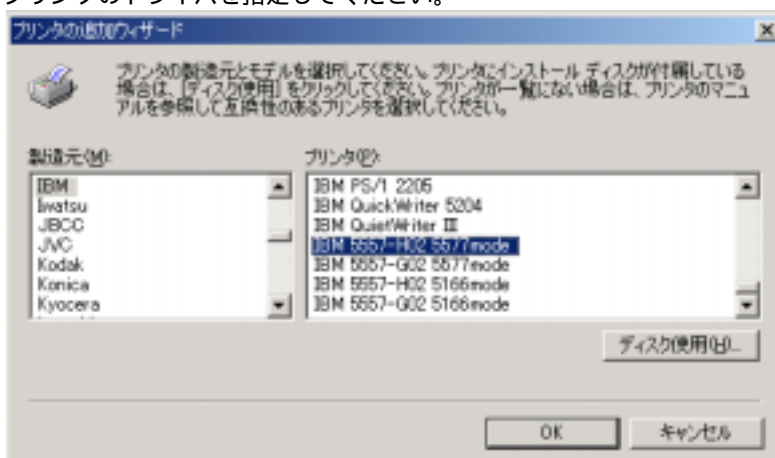 プリンタのドライバを指定してください。
プリンタの追加ウィザード
プリンタの製造元とモデルを選択してください。プリンタにインストール ディスクが付属している
場合は、[ディスク使用] をクリックしてください。プリンタが一覧にない場合は、プリンタのマニュ
アルを参照して互換性のあるプリンタを選択してください。
製造元(M): プリンタ(P):
IBM
Iwatsu
JBCC
JVC
Kodak
Konica
Kyocera
IBM PS/1 2205
IBM QuickWriter 5204
IBM QuietWriter III
IBM 5557-H02 5577mode
IBM 5557-G02 5577mode
IBM 5557-H02 5166mode
IBM 5557-G02 5166mode
ディスク使用(H)...
OK キャンセル